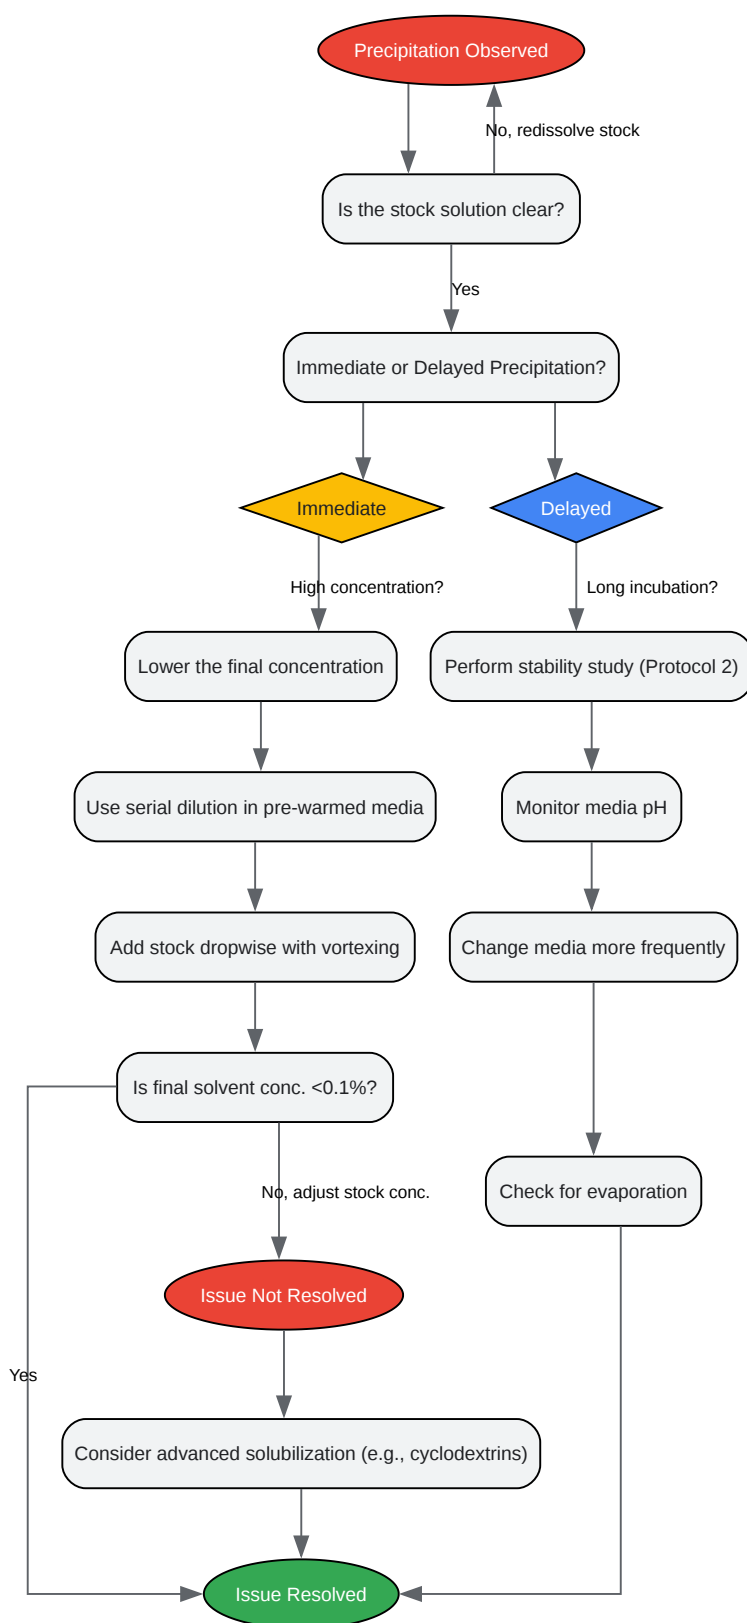 Precipitation Observed
No, redissolve stock
Is the stock solution clear?
Yes
Immediate or Delayed Precipitation?
Immediate
Delayed
High concentration?
Long incubation?
Lower the final concentration
Perform stability study (Protocol 2)
Use serial dilution in pre-warmed media
Monitor media pH
Add stock dropwise with vortexing
Change media more frequently
Is final solvent conc. <0.1%?
No, adjust stock conc.
Check for evaporation
Issue Not Resolved
Yes
Consider advanced solubilization (e.g., cyclodextrins)
Issue Resolved